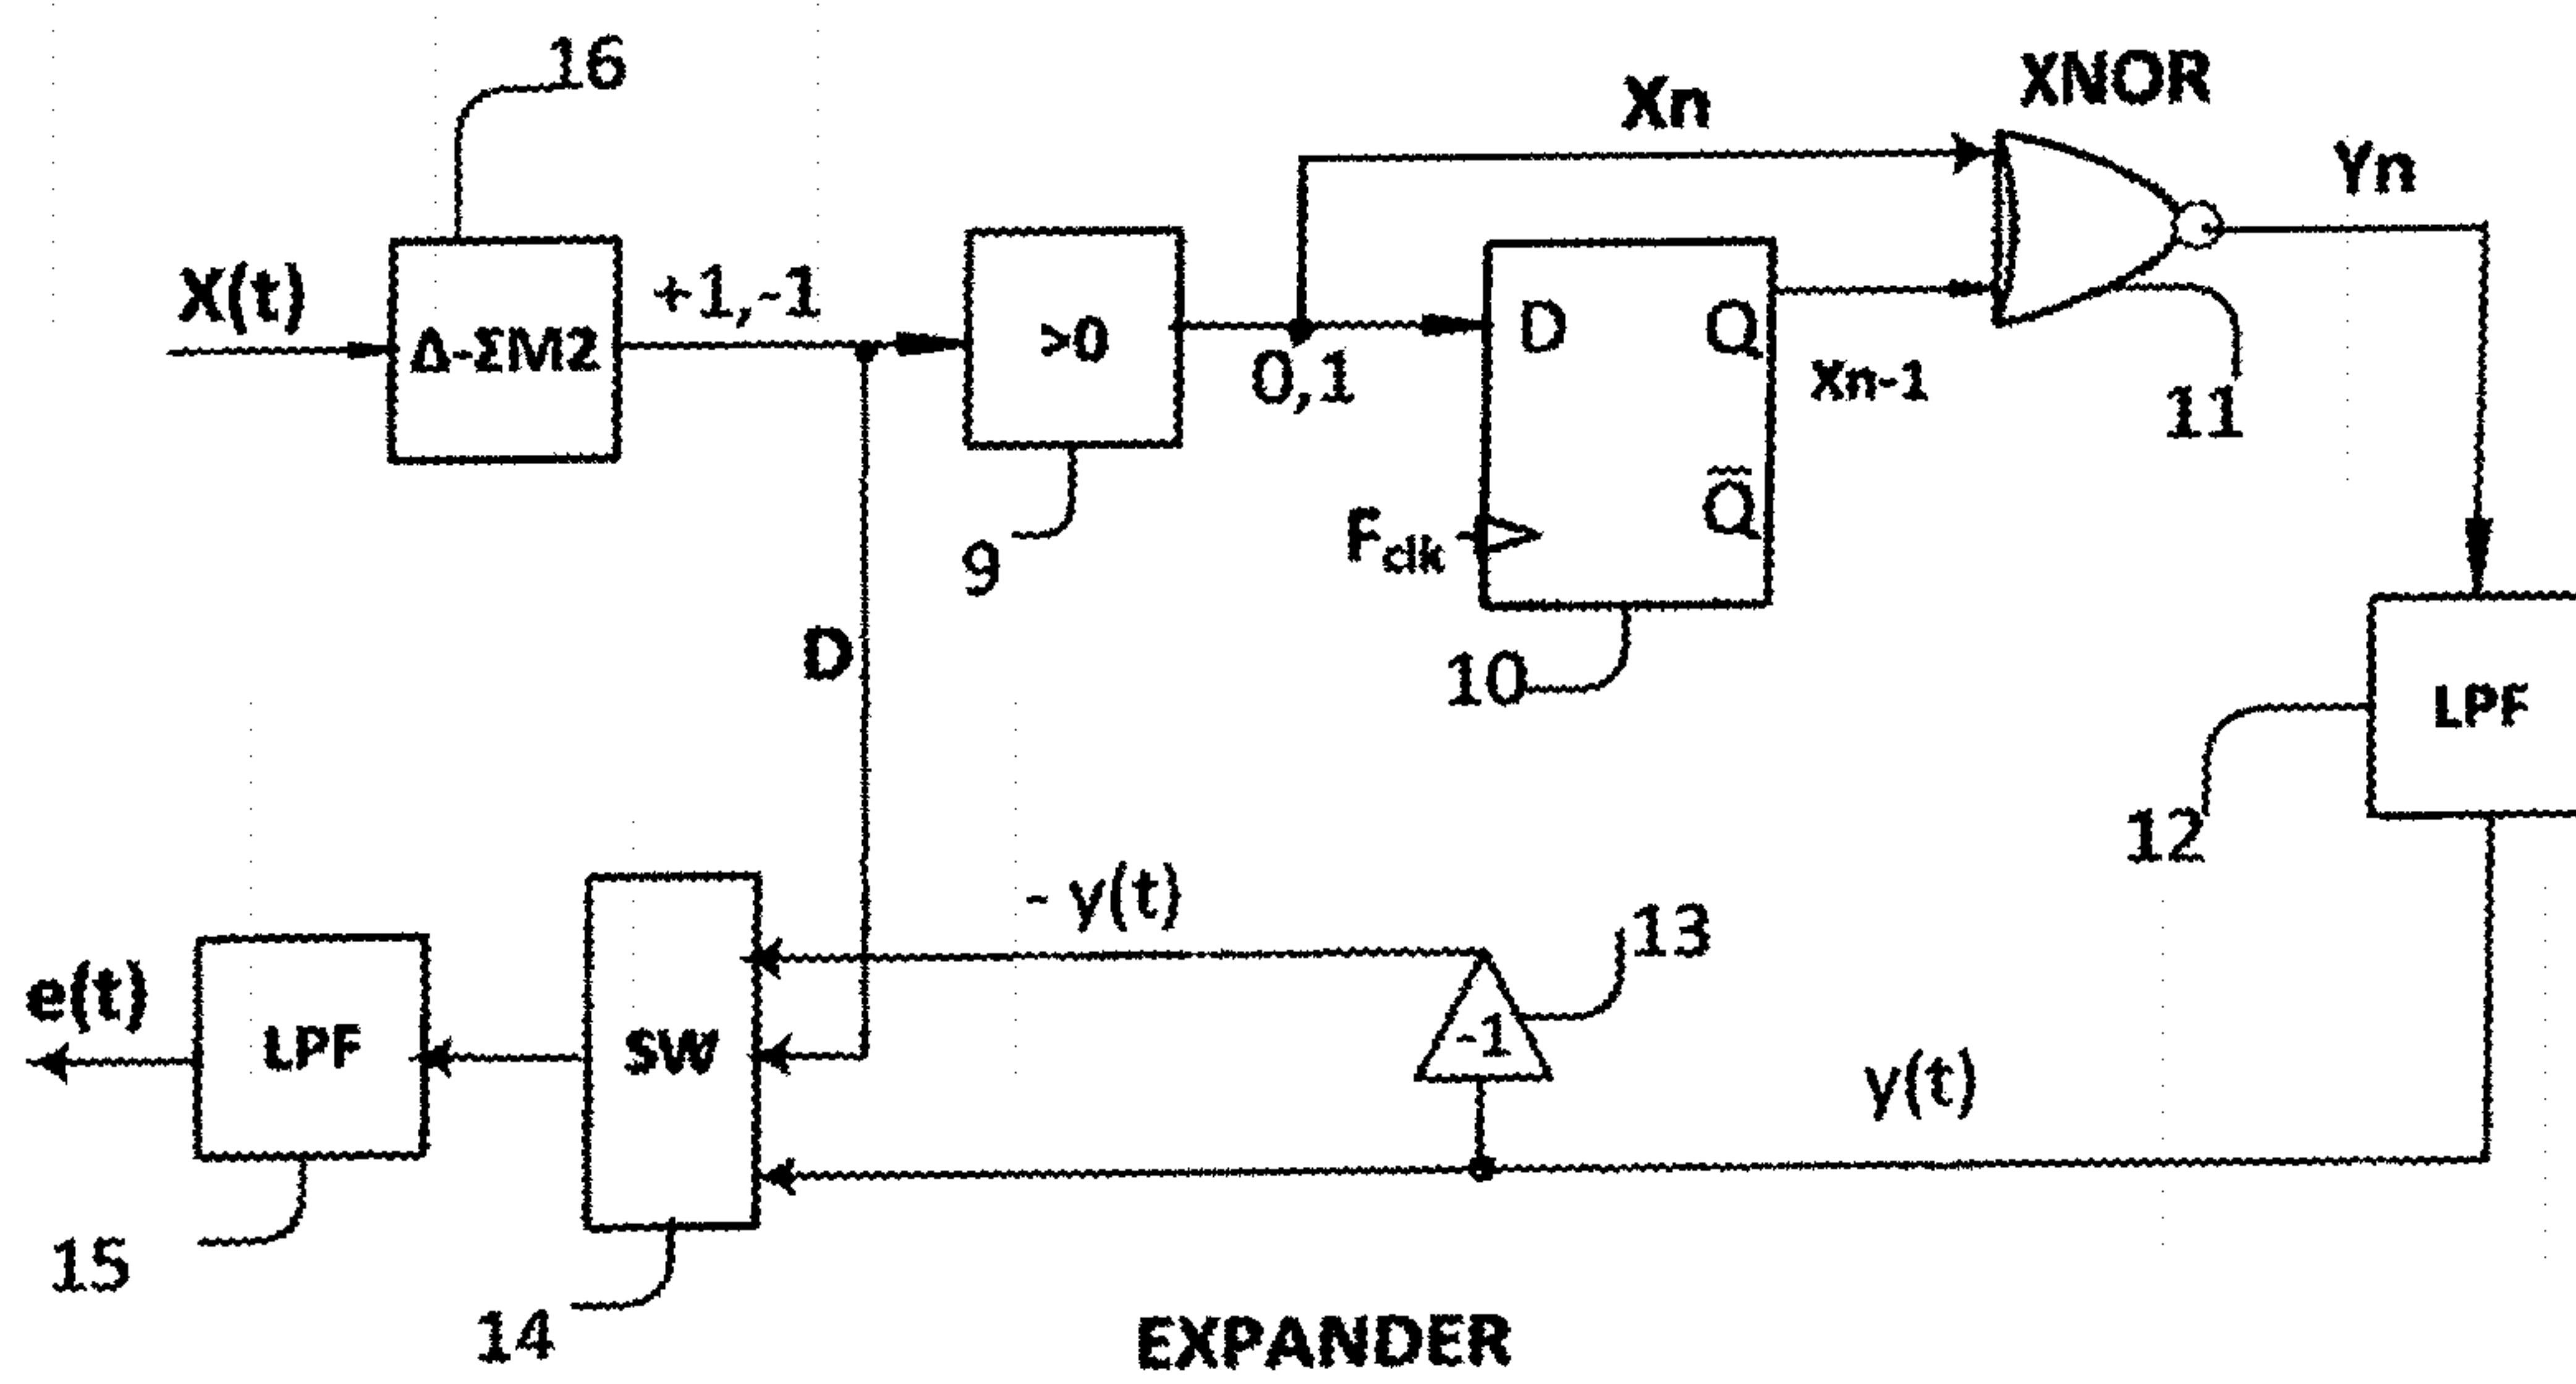 16
XNOR
Xn
Yn
X(t)
Δ-ΣM2
+1,-1
>0
0,1
D
Q
Xn-1
11
Q̅
Fclk
9
10
D
LPF
12
- y(t)
13
-1
e(t)
LPF
SW
y(t)
15
14
EXPANDER